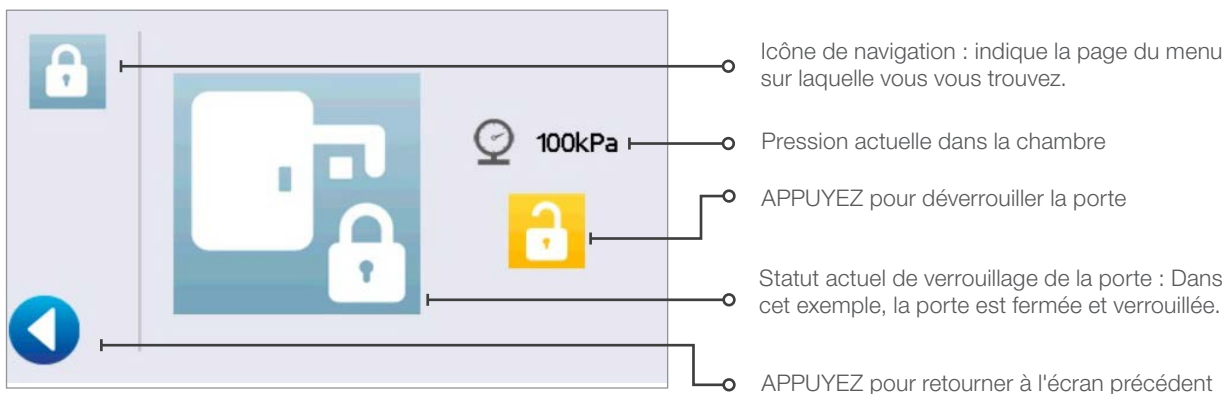 Icône de navigation : indique la page du menu
sur laquelle vous vous trouvez.
100kPa
Pression actuelle dans la chambre
APPUYEZ pour déverrouiller la porte
Statut actuel de verrouillage de la porte : Dans
cet exemple, la porte est fermée et verrouillée.
APPUYEZ pour retourner à l'écran précédent